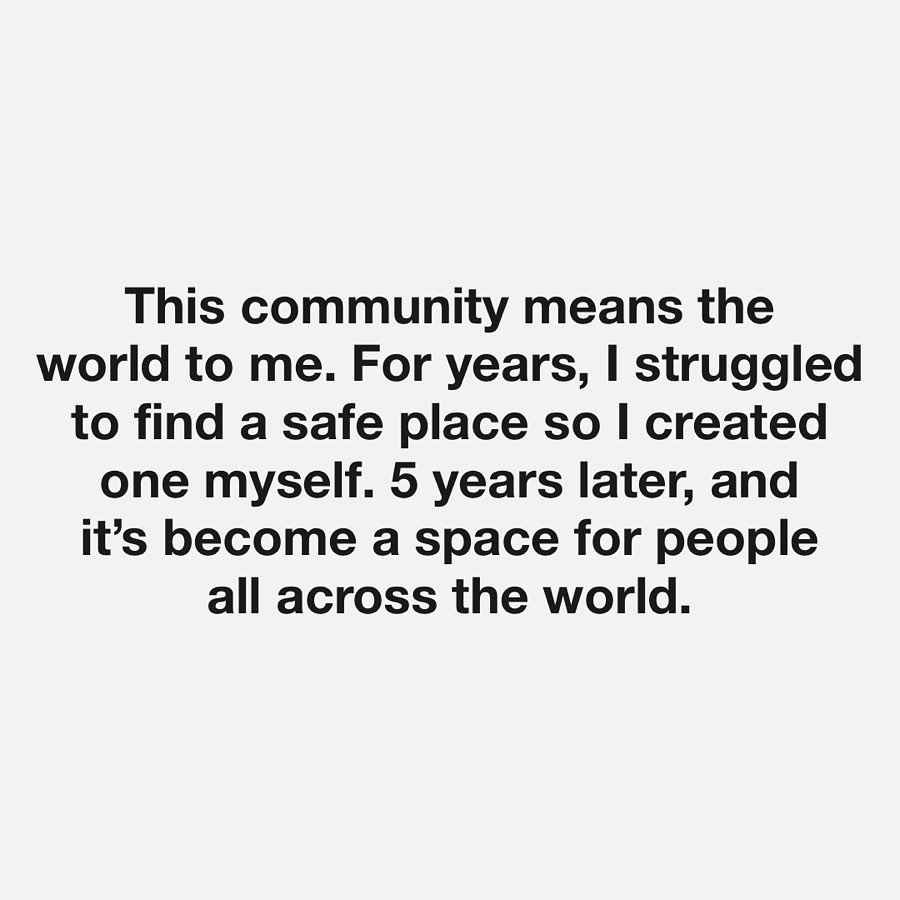 This community means the
world to me. For years, I struggled
to find a safe place so I created
one myself. 5 years later, and
it’s become a space for people
all across the world.